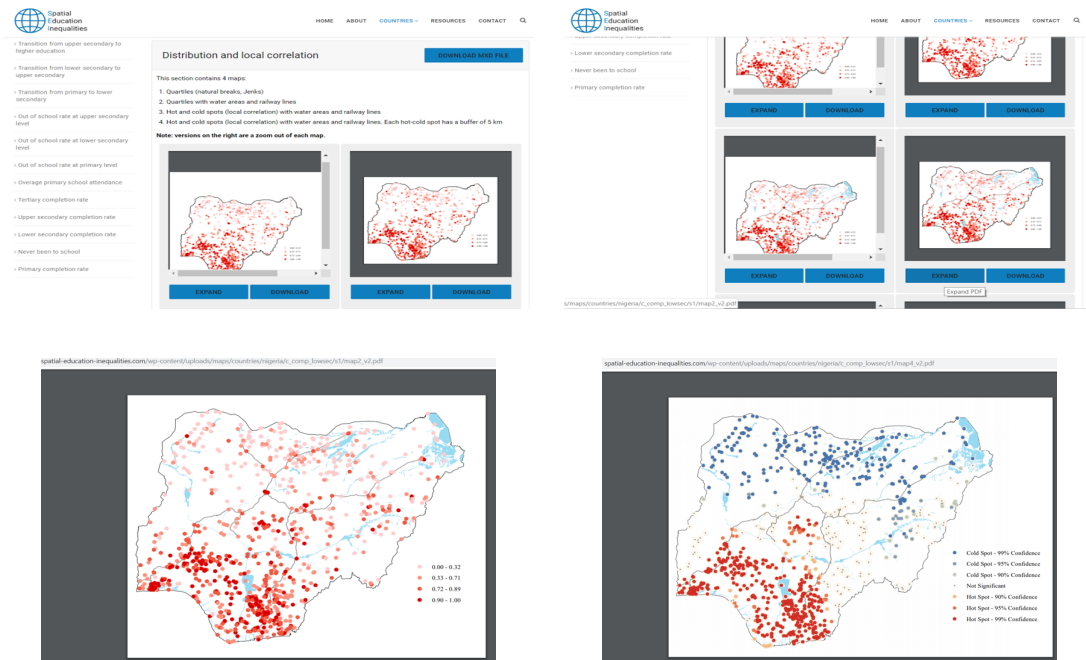 Spatial
Education
Inequalities
HOME ABOUT COUNTRIES RESOURCES CONTACT
› Transition from upper secondary to
higher education
› Transition from lower secondary to
upper secondary
› Transition from primary to lower
secondary
› Out of school rate at upper secondary
level
› Out of school rate at lower secondary
level
› Out of school rate at primary level
› Overage primary school attendance
› Tertiary completion rate
› Upper secondary completion rate
› Lower secondary completion rate
› Never been to school
› Primary completion rate
Distribution and local correlation
DOWNLOAD MXD FILE
This section contains 4 maps:
1. Quartiles (natural breaks, Jenks)
2. Quartiles with water areas and railway lines
3. Hot and cold spots (local correlation) with water areas and railway lines
4. Hot and cold spots (local correlation) with water areas and railway lines. Each hot-cold spot has a buffer of 5 km.
Note: versions on the right are a zoom out of each map.
EXPAND DOWNLOAD EXPAND DOWNLOAD
Spatial
Education
Inequalities
HOME ABOUT COUNTRIES RESOURCES CONTACT
› Lower secondary completion rate
› Never been to school
› Primary completion rate
EXPAND DOWNLOAD EXPAND DOWNLOAD
EXPAND DOWNLOAD EXPAND DOWNLOAD
Expand PDF
s/maps/countries/nigeria/c_comp_lowsec/s1/map2_v2.pdf
spatial-education-inequalities.com/wp-content/uploads/maps/countries/nigeria/c_comp_lowsec/s1/map2_v2.pdf
0.00 - 0.32
0.33 - 0.71
0.72 - 0.89
0.90 - 1.00
spatial-education-inequalities.com/wp-content/uploads/maps/countries/nigeria/c_comp_lowsec/s1/map4_v2.pdf
Cold Spot - 99% Confidence
Cold Spot - 95% Confidence
Cold Spot - 90% Confidence
Not Significant
Hot Spot - 90% Confidence
Hot Spot - 95% Confidence
Hot Spot - 99% Confidence